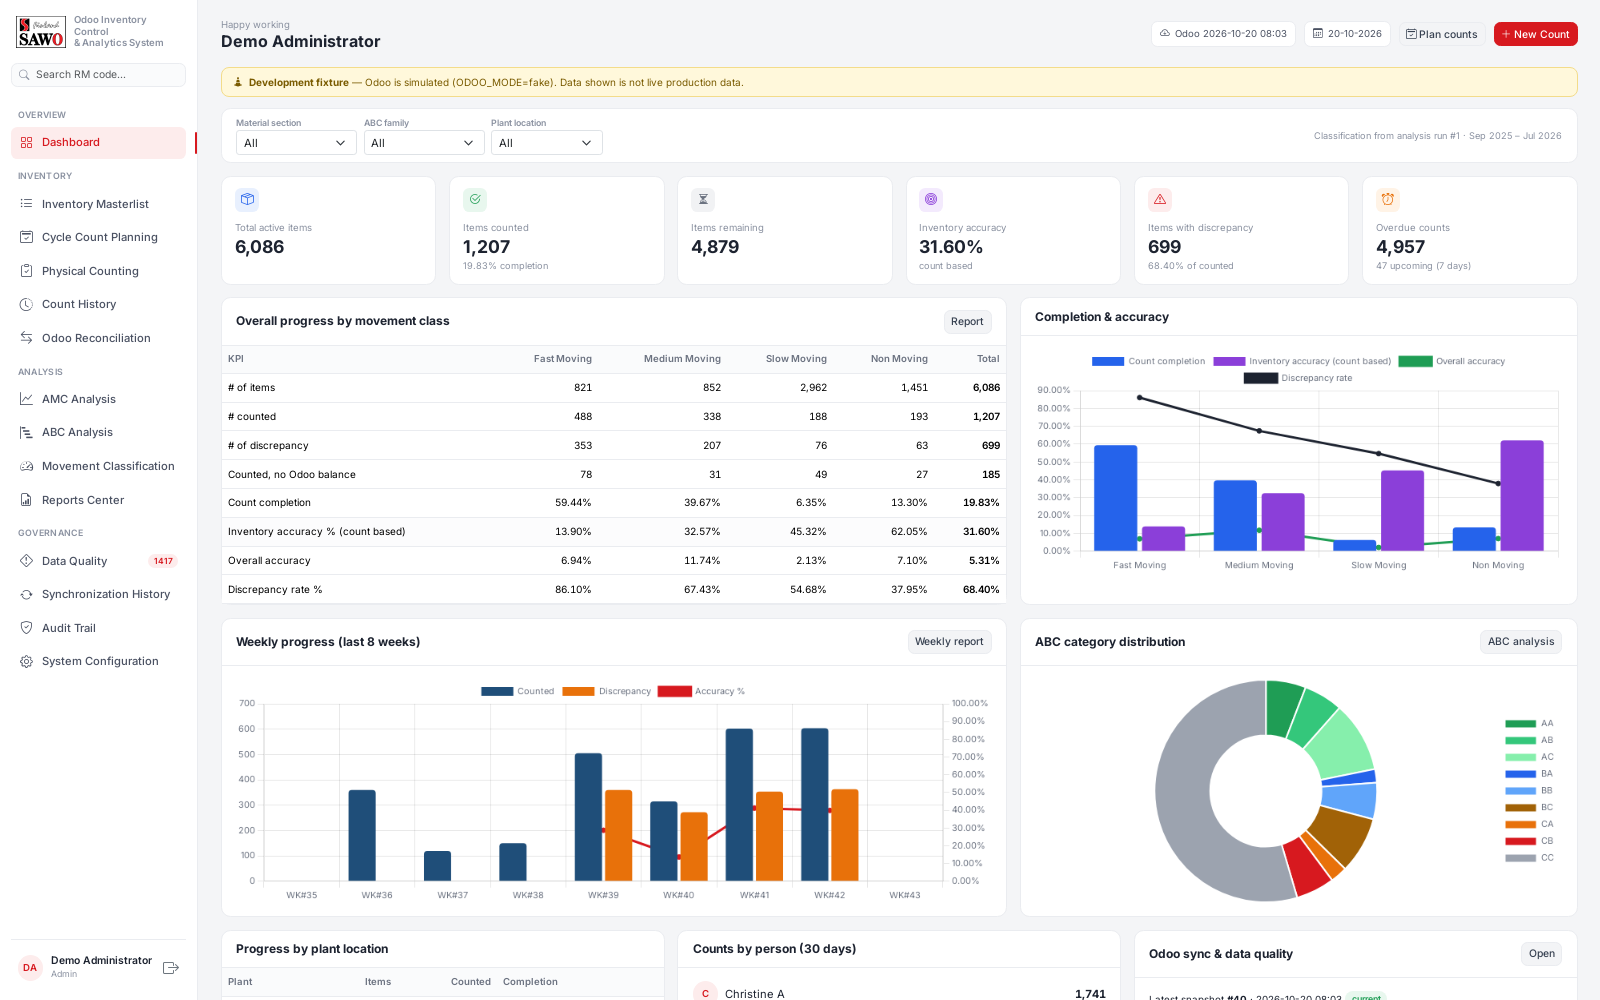 SAWO
Odoo Inventory
Control
& Analytics System
Search RM code...
OVERVIEW
Dashboard
INVENTORY
Inventory Masterlist
Cycle Count Planning
Physical Counting
Count History
Odoo Reconciliation
ANALYSIS
AMC Analysis
ABC Analysis
Movement Classification
Reports Center
GOVERNANCE
Data Quality 1417
Synchronization History
Audit Trail
System Configuration
DA Demo Administrator
Admin
Happy working
Demo Administrator
Odoo 2026-10-20 08:03
20-10-2026
Plan counts
+ New Count
Development fixture — Odoo is simulated (ODOO_MODE=fake). Data shown is not live production data.
Material section ABC family Plant location
All All All
Classification from analysis run #1 · Sep 2025 – Jul 2026
Total active items
6,086
Items counted
1,207
19.83% completion
Items remaining
4,879
Inventory accuracy
31.60%
count based
Items with discrepancy
699
68.40% of counted
Overdue counts
4,957
47 upcoming (7 days)
Overall progress by movement class Report
KPI Fast Moving Medium Moving Slow Moving Non Moving Total
# of items 821 852 2,962 1,451 6,086
# counted 488 338 188 193 1,207
# of discrepancy 353 207 76 63 699
Counted, no Odoo balance 78 31 49 27 185
Count completion 59.44% 39.67% 6.35% 13.30% 19.83%
Inventory accuracy % (count based) 13.90% 32.57% 45.32% 62.05% 31.60%
Overall accuracy 6.94% 11.74% 2.13% 7.10% 5.31%
Discrepancy rate % 86.10% 67.43% 54.68% 37.95% 68.40%
Completion & accuracy
Count completion Inventory accuracy (count based) Overall accuracy
Discrepancy rate
90.00%
80.00%
70.00%
60.00%
50.00%
40.00%
30.00%
20.00%
10.00%
0.00%
Fast Moving Medium Moving Slow Moving Non Moving
Weekly progress (last 8 weeks) Weekly report
Counted Discrepancy Accuracy %
700 100.00%
600 90.00%
500 80.00%
400 70.00%
300 60.00%
200 50.00%
100 40.00%
0 30.00%
20.00%
10.00%
0.00%
WK#35 WK#36 WK#37 WK#38 WK#39 WK#40 WK#41 WK#42 WK#43
ABC category distribution ABC analysis
AA
AB
AC
BA
BB
BC
CA
CB
CC
Progress by plant location
Plant Items Counted Completion
Counts by person (30 days)
C Christine A 1,741
Odoo sync & data quality Open
Latest snapshot #40 · 2026-10-20 08:03 current